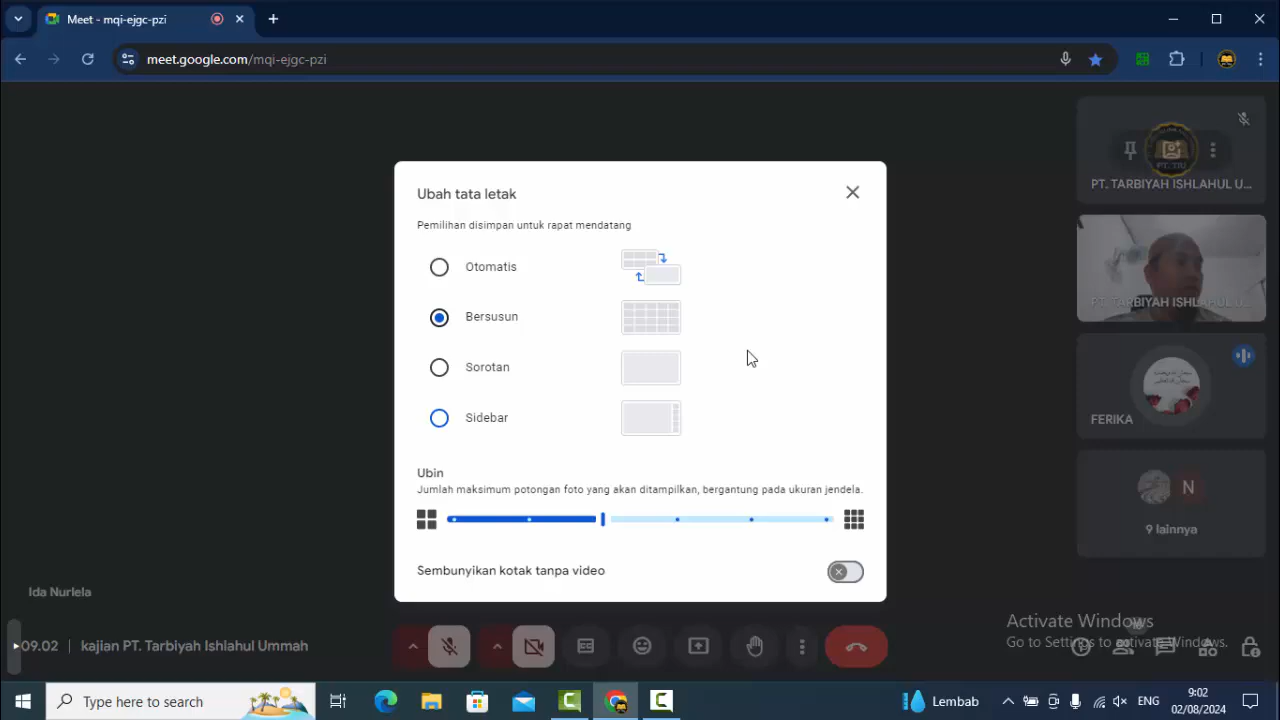 Meet - mqi-ejgc-pzi
meet.google.com/mqi-ejgc-pzi
Ubah tata letak
Pemilihan disimpan untuk rapat mendatang
Otomatis
Bersusun
Sorotan
Sidebar
Ubin
Jumlah maksimum potongan foto yang akan ditampilkan, bergantung pada ukuran jendela.
Sembunyikan kotak tanpa video
PT. TIU
PT. TARBIYAH ISHLAHUL U...
PT. TARBIYAH ISHLAHUL U...
FERIKA
N
9 lainnya
Ida Nurlela
09.02 | kajian PT. Tarbiyah Ishlahul Ummah
Activate Windows
Go to Settings to activate Windows.
Type here to search
Lembab
ENG
9:02
02/08/2024